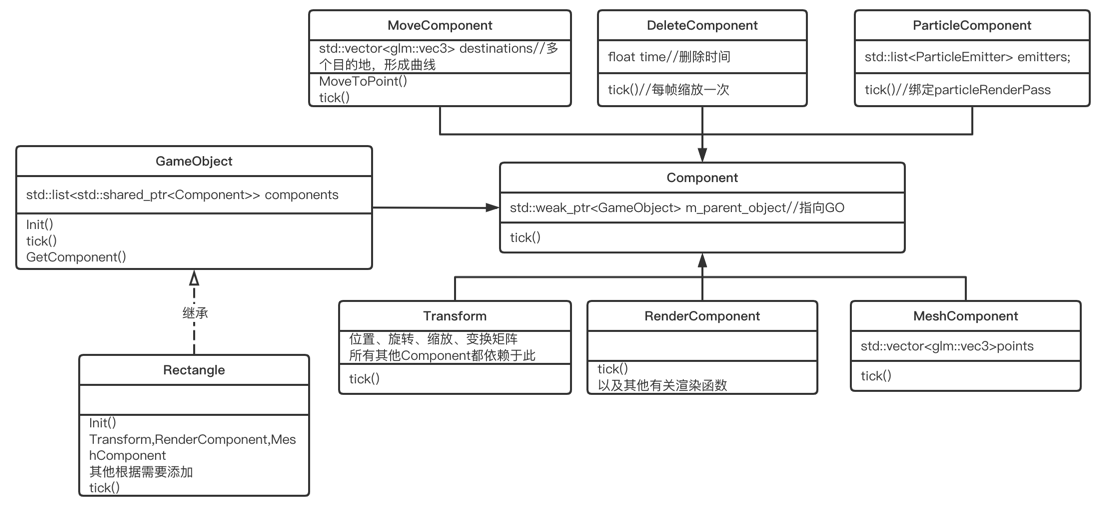 MoveComponent
std::vector<glm::vec3> destinations//多
个目的地，形成曲线
MoveToPoint()
tick()
DeleteComponent
float time//删除时间
tick()//每帧缩放一次
ParticleComponent
std::list<ParticleEmitter> emitters;
tick()//绑定particleRenderPass
GameObject
std::list<std::shared_ptr<Component>> components
Init()
tick()
GetComponent()
Component
std::weak_ptr<GameObject> m_parent_object//指向GO
tick()
继承
Rectangle
Init()
Transform,RenderComponent,Mes
hComponent
其他根据需要添加
tick()
Transform
位置、旋转、缩放、变换矩阵
所有其他Component都依赖于此
tick()
RenderComponent
tick()
以及其他有关渲染函数
MeshComponent
std::vector<glm::vec3>points
tick()